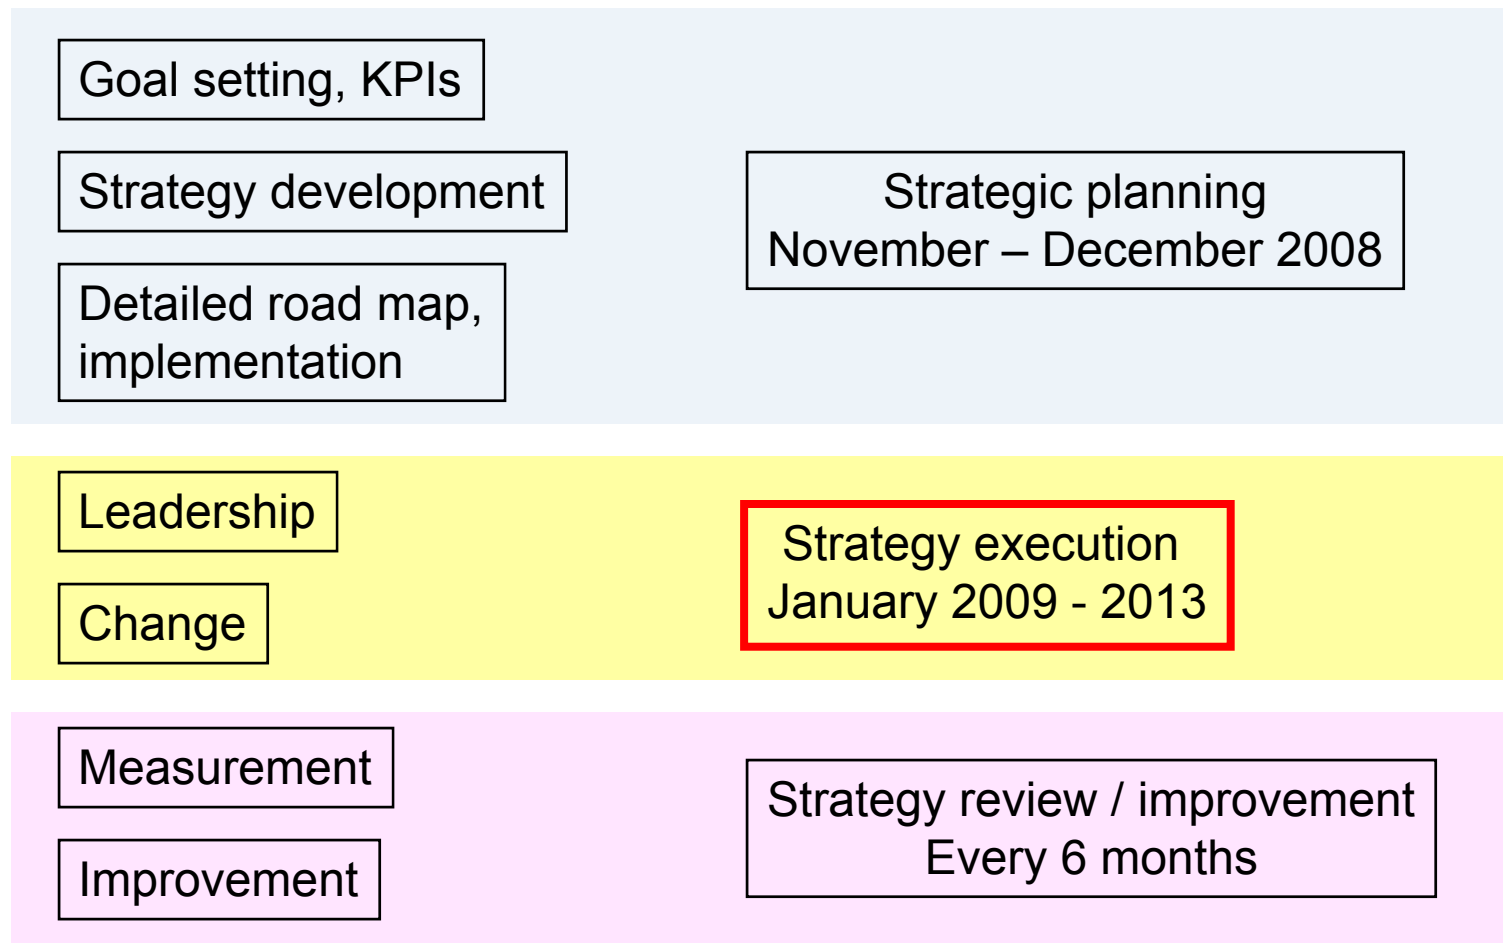 Goal setting, KPIs
Strategy development
Detailed road map,
implementation
Strategic planning
November – December 2008
Leadership
Change
Strategy execution
January 2009 - 2013
Measurement
Improvement
Strategy review / improvement
Every 6 months